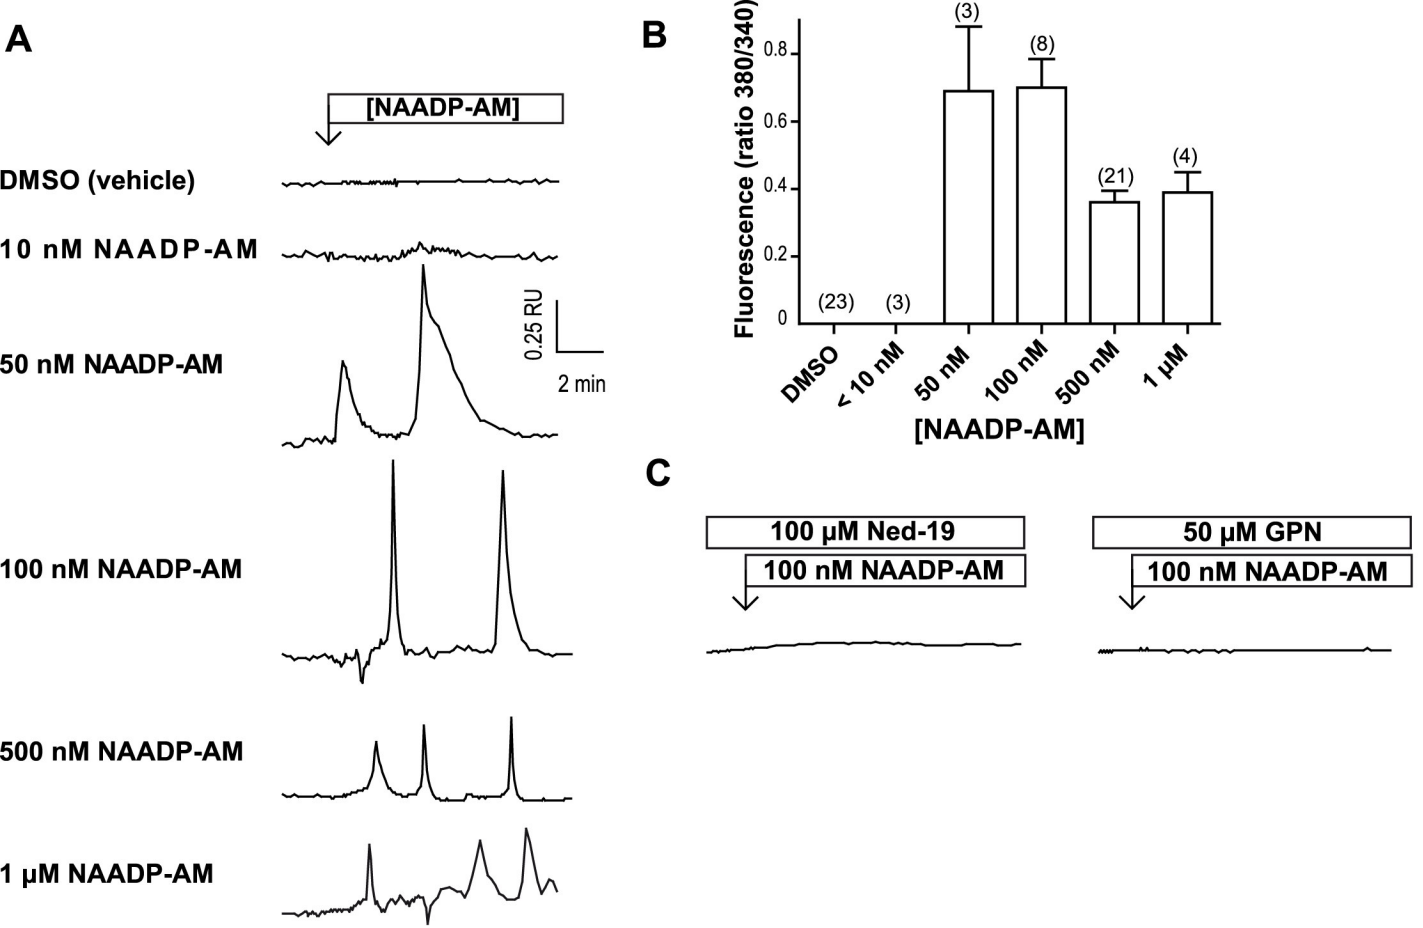 A
[NAADP-AM]
DMSO (vehicle)
10 nM NAADP-AM
50 nM NAADP-AM
0.25 RU
2 min
100 nM NAADP-AM
500 nM NAADP-AM
1 µM NAADP-AM
B
Fluorescence (ratio 380/340)
0.8
0.6
0.4
0.2
0
(23)
(3)
(3)
(8)
(21)
(4)
DMSO
< 10 nM
50 nM
100 nM
500 nM
1 µM
[NAADP-AM]
C
100 µM Ned-19
100 nM NAADP-AM
50 µM GPN
100 nM NAADP-AM